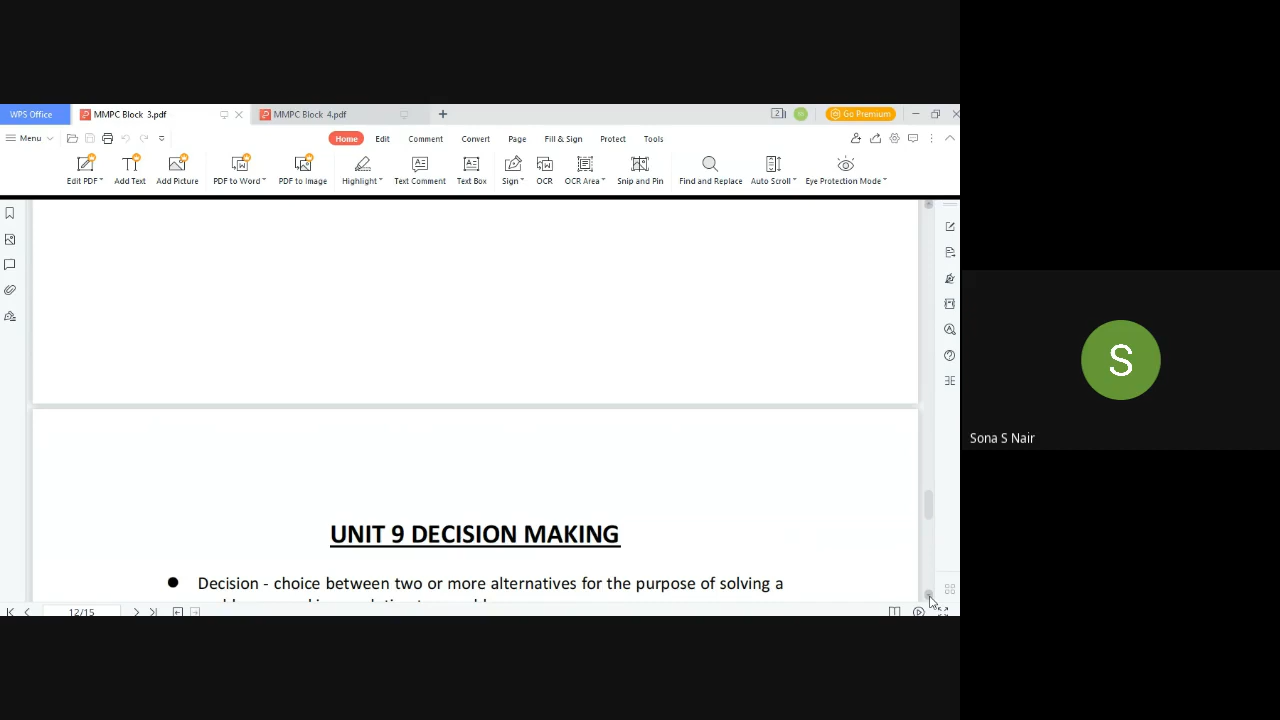 WPS Office
MMPC Block 3.pdf
MMPC Block 4.pdf
Go Premium
Menu
Home Edit Comment Convert Page Fill & Sign Protect Tools
Edit PDF Add Text Add Picture PDF to Word PDF to Image Highlight Text Comment Text Box Sign OCR OCR Area Snip and Pin Find and Replace Auto Scroll Eye Protection Mode
UNIT 9 DECISION MAKING
Decision - choice between two or more alternatives for the purpose of solving a
12/15
S
Sona S Nair